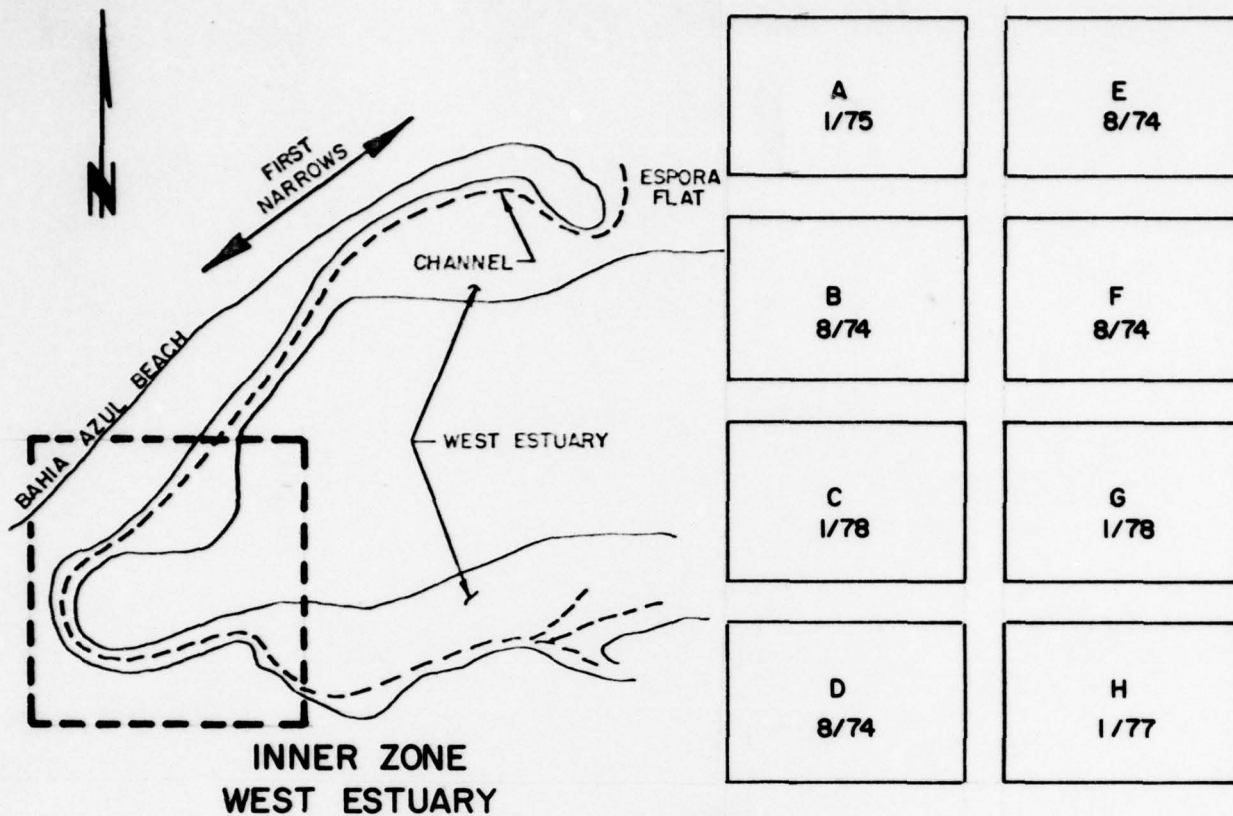 N
FIRST
NARROWS
ESPORA
FLAT
CHANNEL
BAHIA AZUL BEACH
WEST ESTUARY
INNER ZONE
WEST ESTUARY
A
1/75
E
8/74
B
8/74
F
8/74
C
1/78
G
1/78
D
8/74
H
1/77